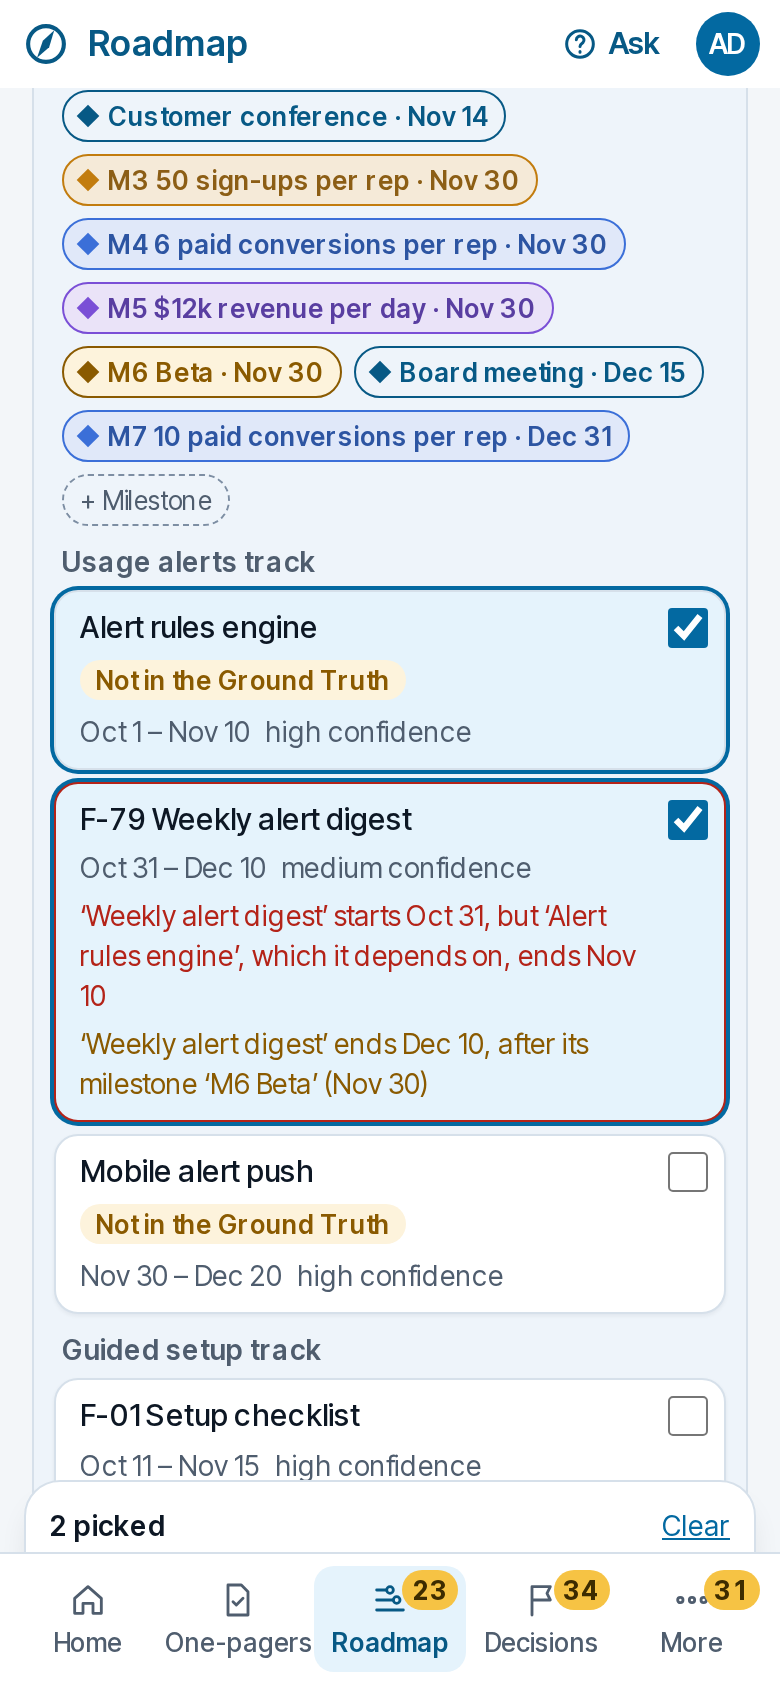 Roadmap
Ask
AD
Customer conference · Nov 14
M3 50 sign-ups per rep · Nov 30
M4 6 paid conversions per rep · Nov 30
M5 $12k revenue per day · Nov 30
M6 Beta · Nov 30
Board meeting · Dec 15
M7 10 paid conversions per rep · Dec 31
+ Milestone
Usage alerts track
Alert rules engine
Not in the Ground Truth
Oct 1 – Nov 10 high confidence
F-79 Weekly alert digest
Oct 31 – Dec 10 medium confidence
‘Weekly alert digest’ starts Oct 31, but ‘Alert
rules engine’, which it depends on, ends Nov
10
‘Weekly alert digest’ ends Dec 10, after its
milestone ‘M6 Beta’ (Nov 30)
Mobile alert push
Not in the Ground Truth
Nov 30 – Dec 20 high confidence
Guided setup track
F-01 Setup checklist
Oct 11 – Nov 15 high confidence
2 picked
Clear
23
34
31
Home
One-pagers
Roadmap
Decisions
More